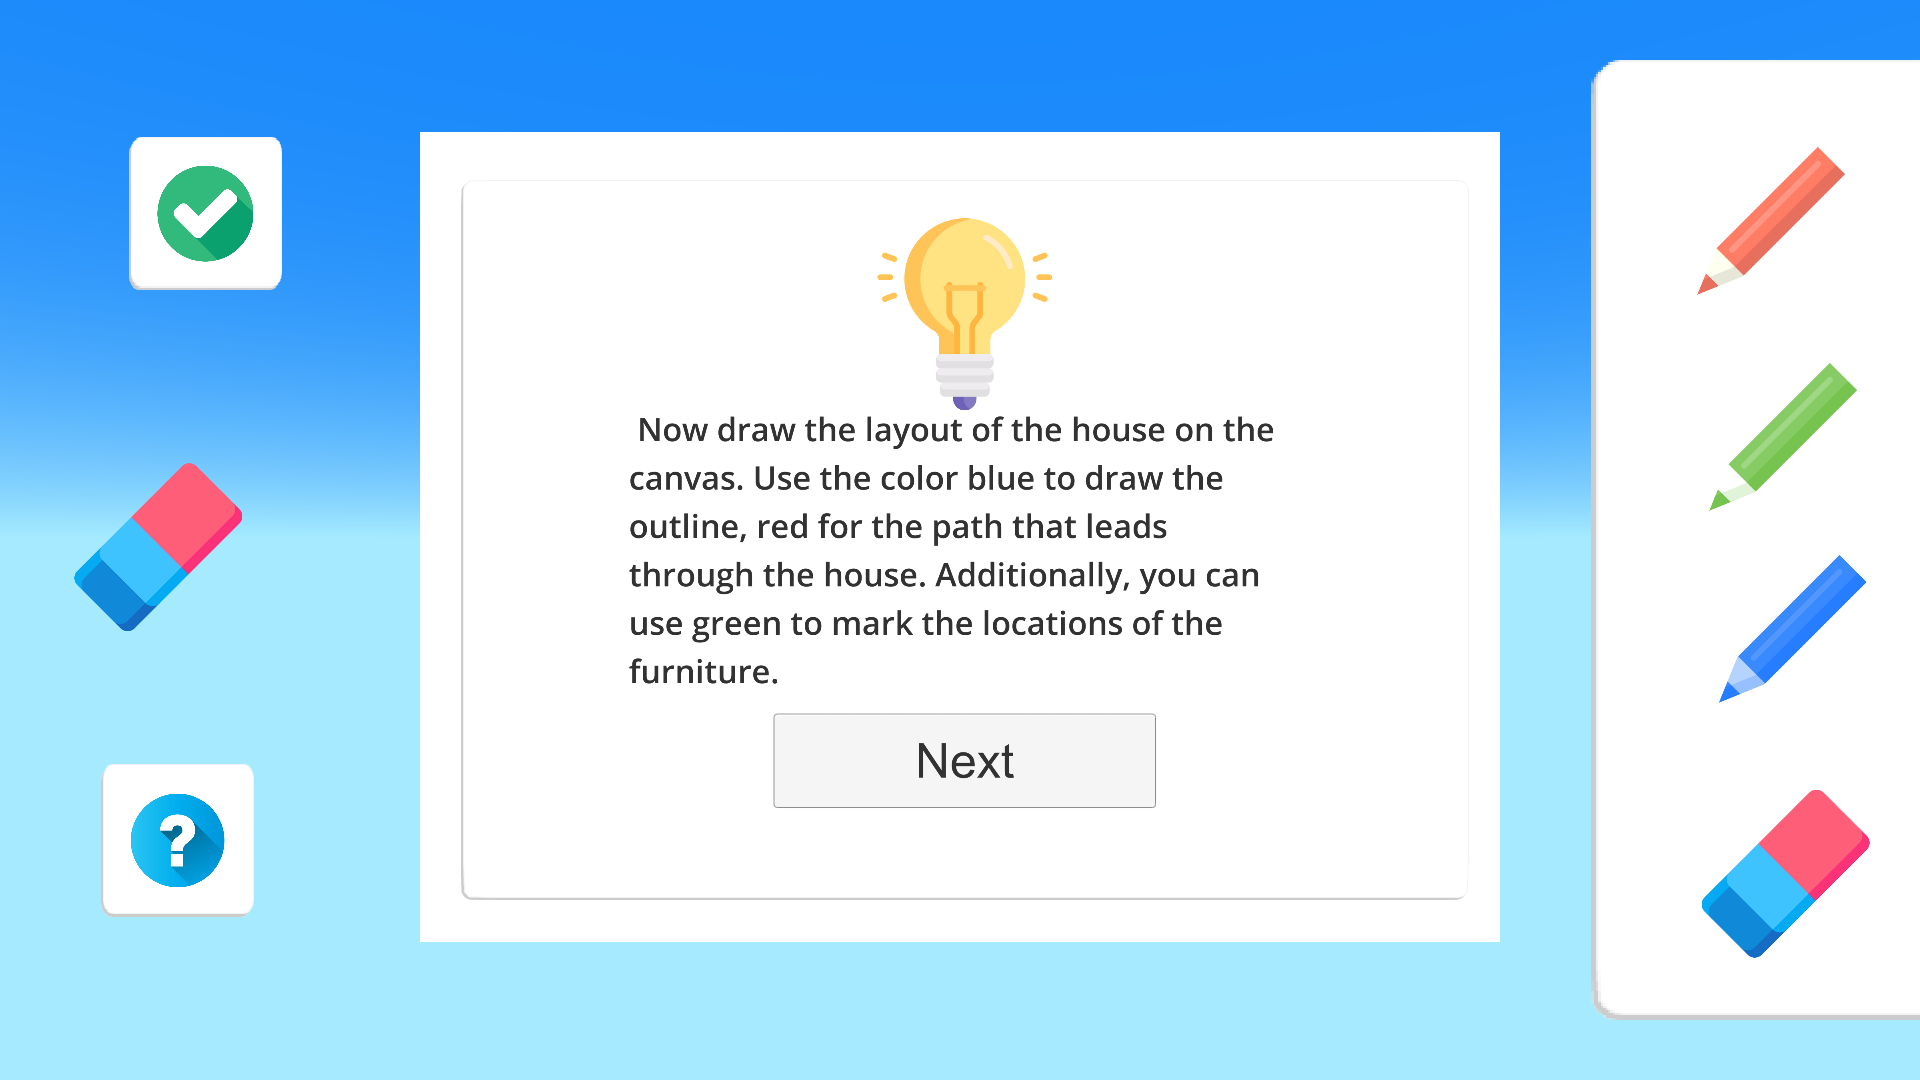 Now draw the layout of the house on the
canvas. Use the color blue to draw the
outline, red for the path that leads
through the house. Additionally, you can
use green to mark the locations of the
furniture.
Next
?